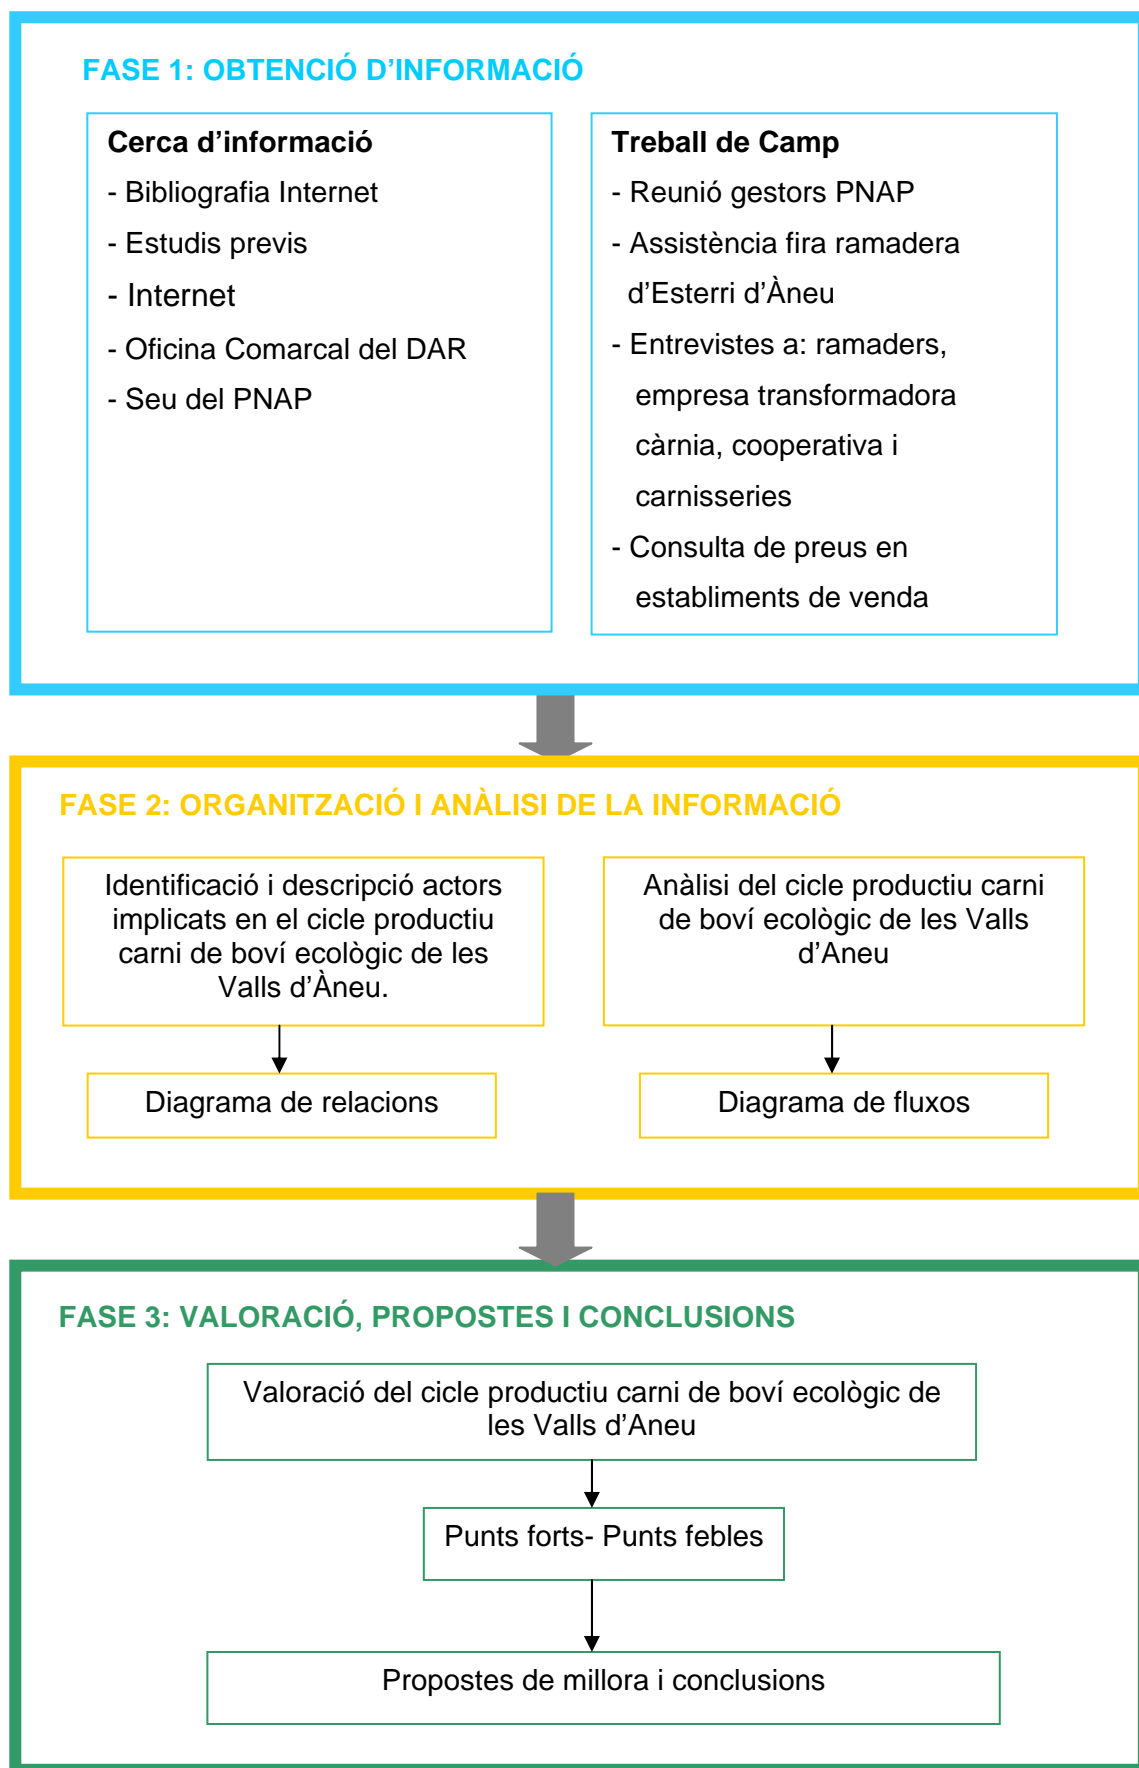 FASE 1: OBTENCIÓ D'INFORMACIÓ
Cerca d'informació
- Bibliografia Internet
- Estudis previs
- Internet
- Oficina Comarcal del DAR
- Seu del PNAP
Treball de Camp
- Reunió gestors PNAP
- Assistència fira ramadera
d'Esterri d'Àneu
- Entrevistes a: ramaders,
empresa transformadora
càrnia, cooperativa i
carnisseries
- Consulta de preus en
establiments de venda
FASE 2: ORGANITZACIÓ I ANÀLISI DE LA INFORMACIÓ
Identificació i descripció actors
implicats en el cicle productiu
carni de boví ecològic de les
Valls d'Àneu.
Diagrama de relacions
Anàlisi del cicle productiu carni
de boví ecològic de les Valls
d'Aneu
Diagrama de fluxos
FASE 3: VALORACIÓ, PROPOSTES I CONCLUSIONS
Valoració del cicle productiu carni de boví ecològic de
les Valls d'Aneu
Punts forts- Punts febles
Propostes de millora i conclusions